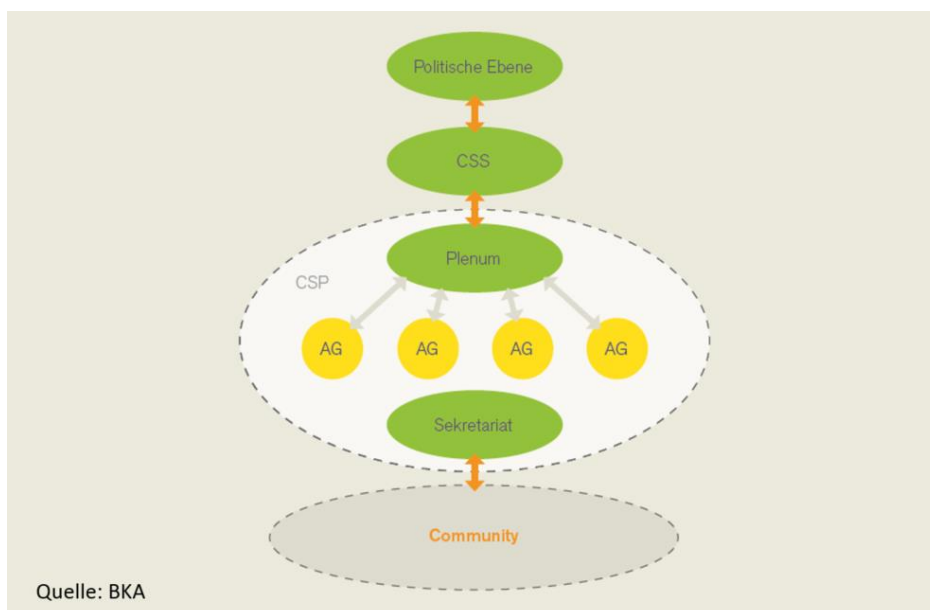 Politische Ebene
CSS
Plenum
CSP
AG AG AG AG
Sekretariat
Community
Quelle: BKA